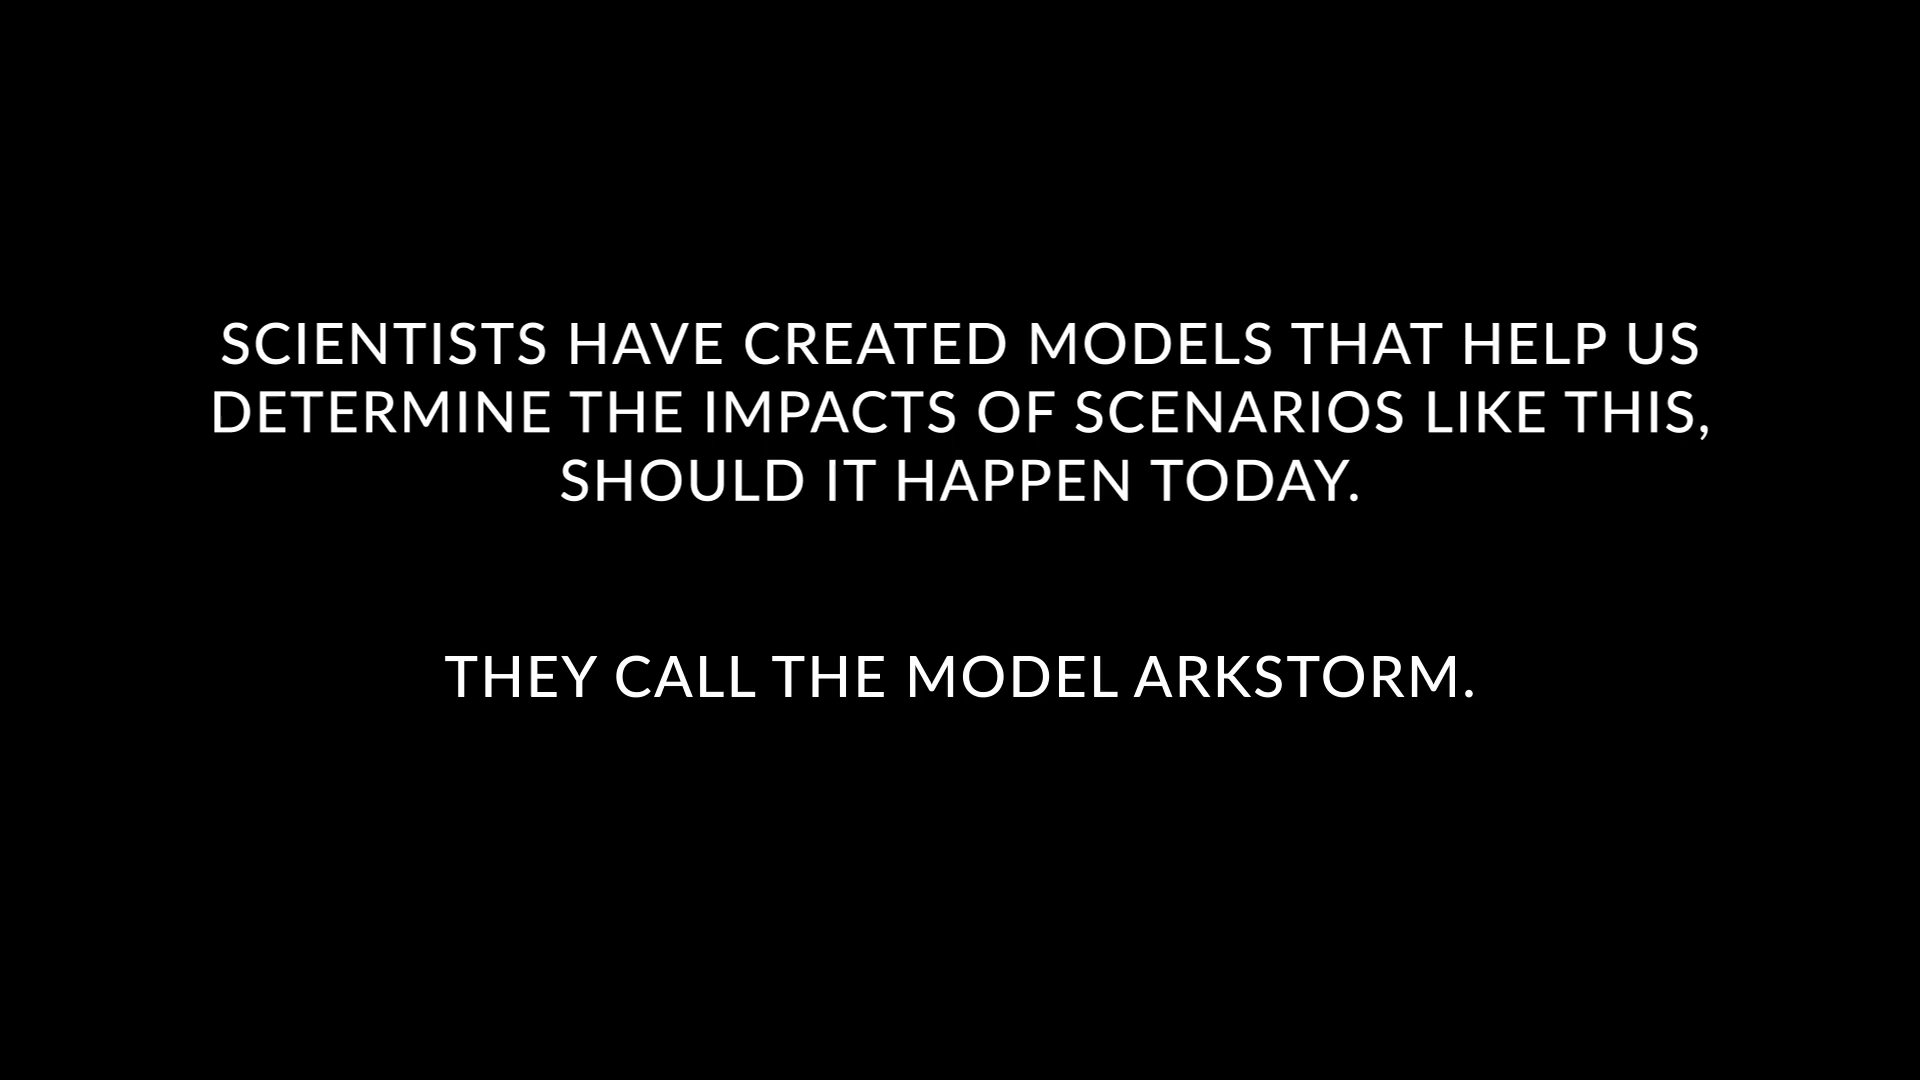 SCIENTISTS HAVE CREATED MODELS THAT HELP US
DETERMINE THE IMPACTS OF SCENARIOS LIKE THIS,
SHOULD IT HAPPEN TODAY.
THEY CALL THE MODEL ARKSTORM.